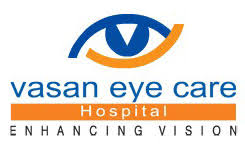 vasan eye care
Hospital
ENHANCING VISION